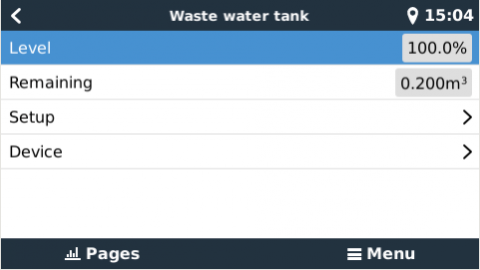 Waste water tank 15:04
Level 100.0%
Remaining 0.200m³
Setup
Device
Pages Menu